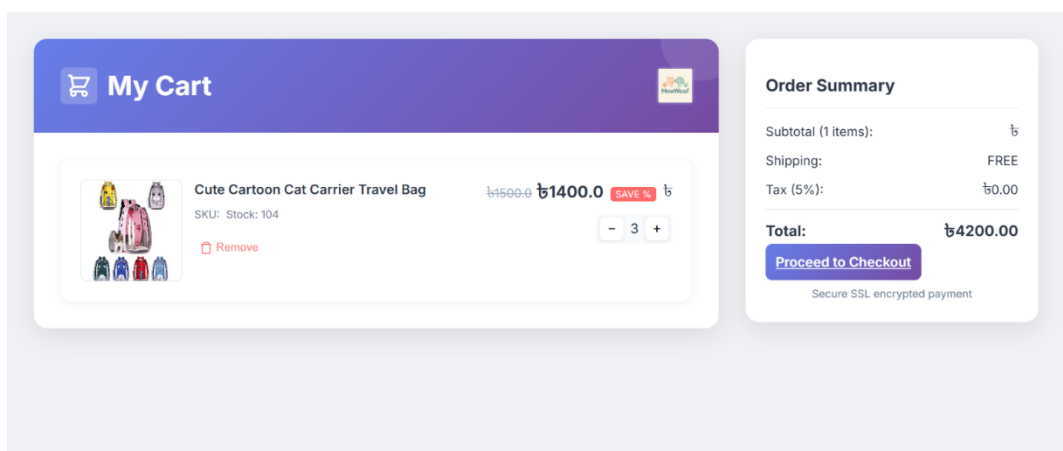 My Cart
MewWoof
Cute Cartoon Cat Carrier Travel Bag
৳1500.0 ৳1400.0 SAVE % ৳
SKU: Stock: 104
− 3 +
Remove
Order Summary
Subtotal (1 items): ৳
Shipping: FREE
Tax (5%): ৳0.00
Total: ৳4200.00
Proceed to Checkout
Secure SSL encrypted payment